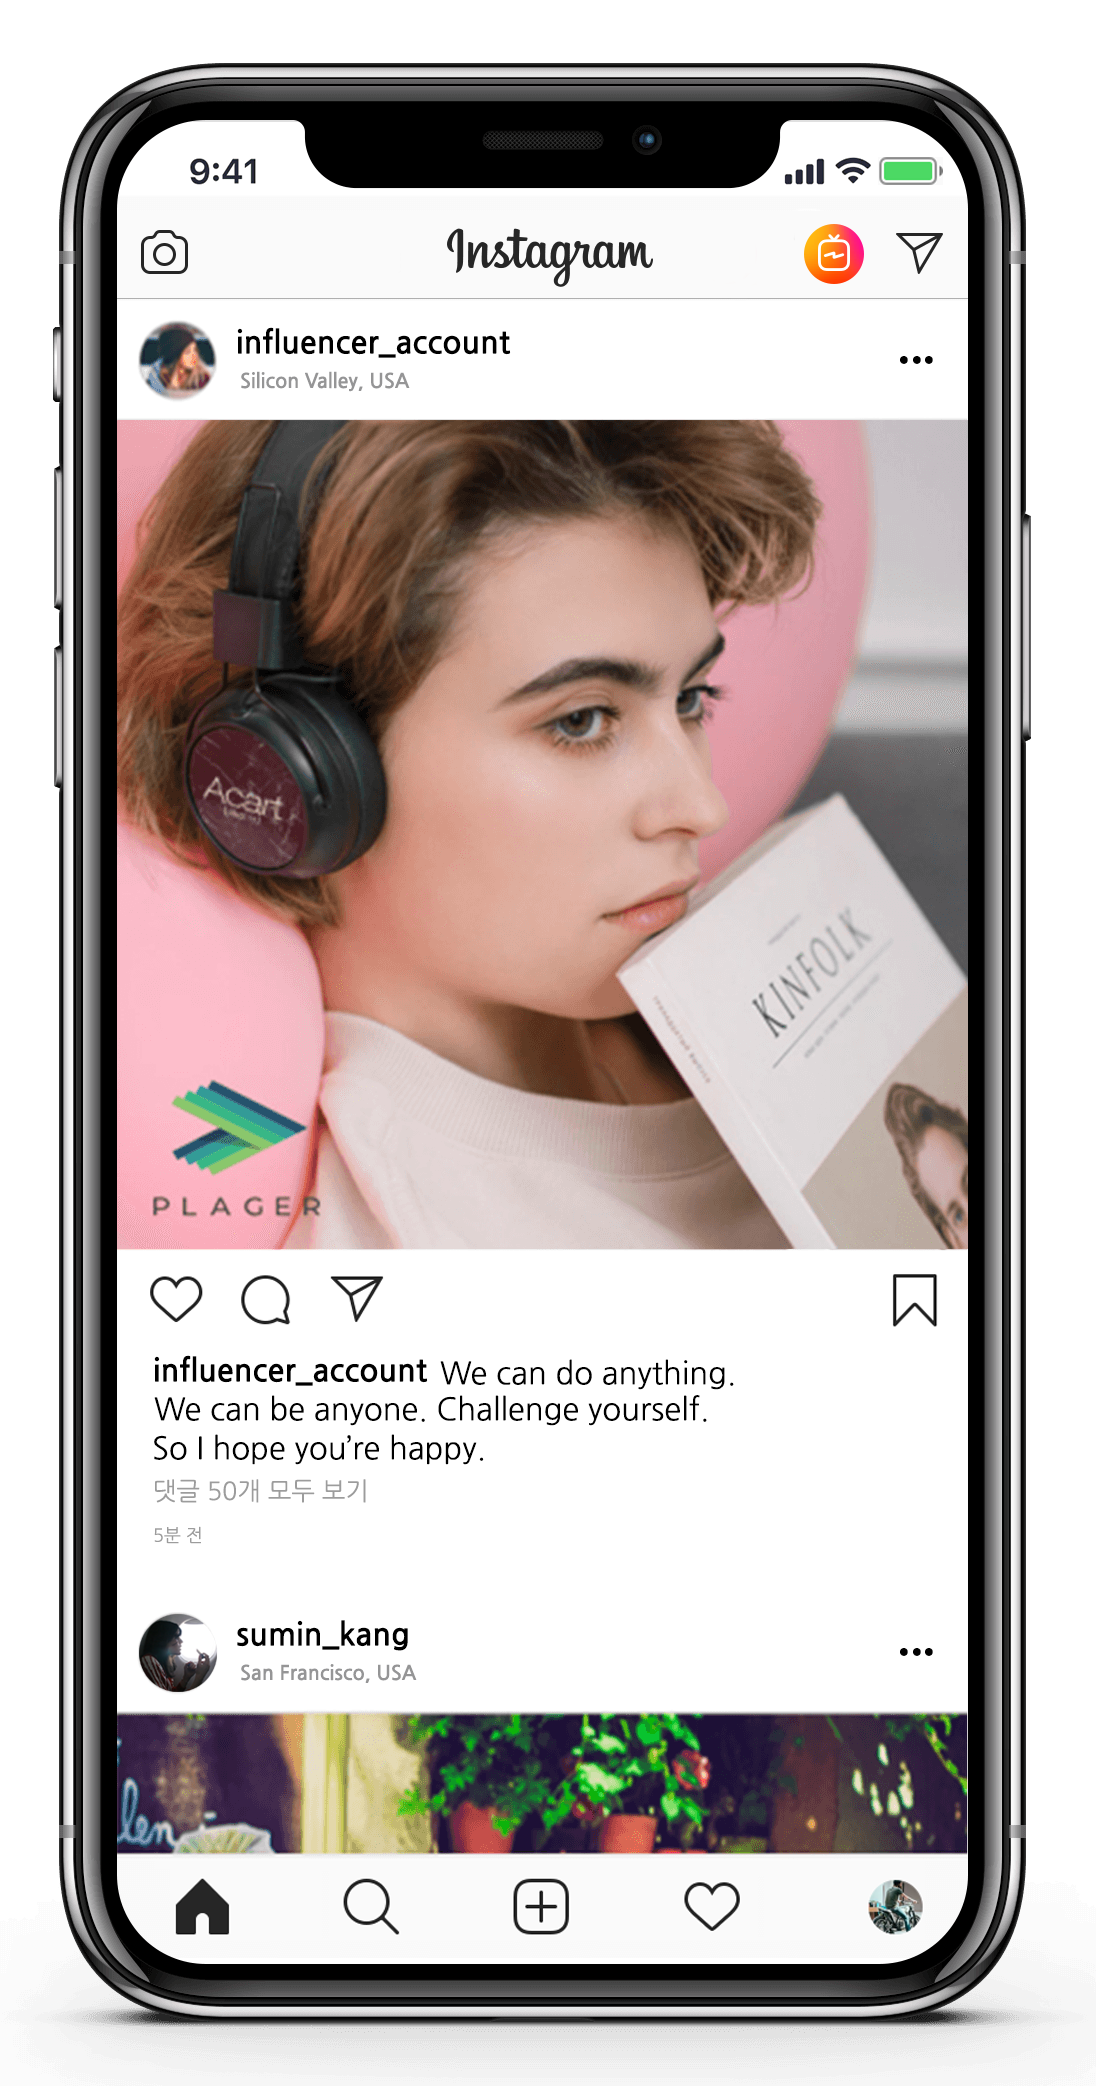 9:41
Instagram
influencer_account
Silicon Valley, USA
Acart
KINFOLK
PLAGER
influencer_account We can do anything.
We can be anyone. Challenge yourself.
So I hope you’re happy.
댓글 50개 모두 보기
5분 전
sumin_kang
San Francisco, USA
len